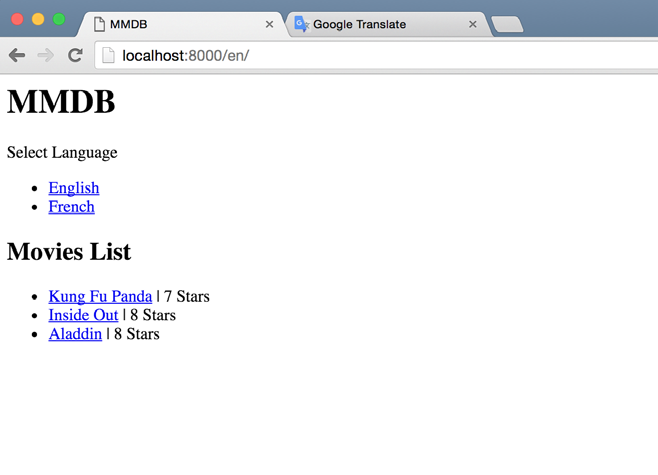 MMDB
Google Translate
localhost:8000/en/
MMDB
Select Language
English
French
Movies List
Kung Fu Panda | 7 Stars
Inside Out | 8 Stars
Aladdin | 8 Stars